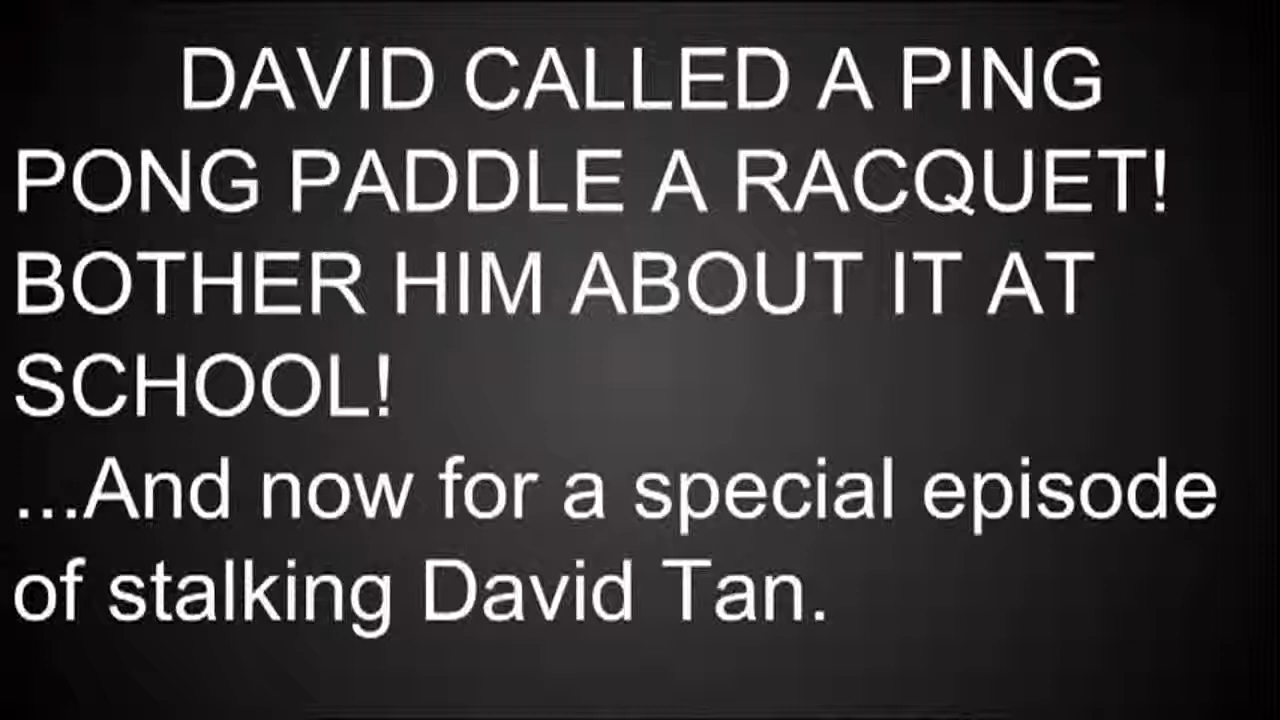 DAVID CALLED A PING
PONG PADDLE A RACQUET!
BOTHER HIM ABOUT IT AT
SCHOOL!
...And now for a special episode
of stalking David Tan.